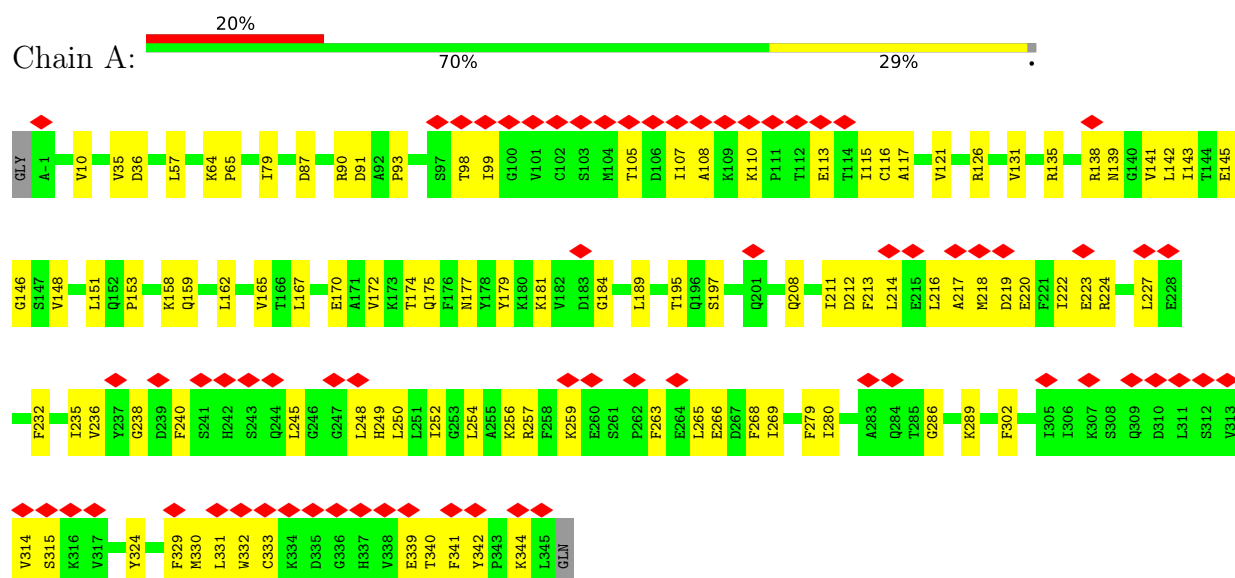 20%
Chain A:
70% 29% •
GLY A-1 V10 V35 D36 L57 K64 P65 I79 D87 R90 D91 A92 P93 S97 T98 I99 G100 V101 C102 S103 M104 T105 D106 I107 A108 K109 K110 P111 T112 E113 T114 I115 C116 A117 V121 R126 V131 R135 R138 N139 G140 V141 L142 I143 T144 E145
G146 S147 V148 L151 Q152 P153 K158 Q159 L162 V165 T166 L167 E170 A171 V172 K173 T174 Q175 F176 N177 Y178 Y179 K180 K181 V182 D183 G184 L189 T195 Q196 S197 Q201 Q208 I211 D212 F213 L214 E215 L216 A217 M218 D219 E220 F221 I222 E223 R224 L227 E228
F232 I235 V236 Y237 G238 D239 F240 S241 H242 S243 Q244 L245 G246 G247 L248 H249 L250 L251 I252 G253 L254 A255 K256 R257 F258 K259 E260 S261 P262 F263 E264 L265 E266 D267 F268 I269 F279 I280 A283 Q284 T285 G286 K289 F302 I305 I306 K307 S308 Q309 D310 L311 S312 V313
V314 S315 K316 V317 Y324 F329 M330 L331 W332 C333 K334 D335 G336 H337 V338 E339 T340 F341 Y342 P343 K344 L345 GLN